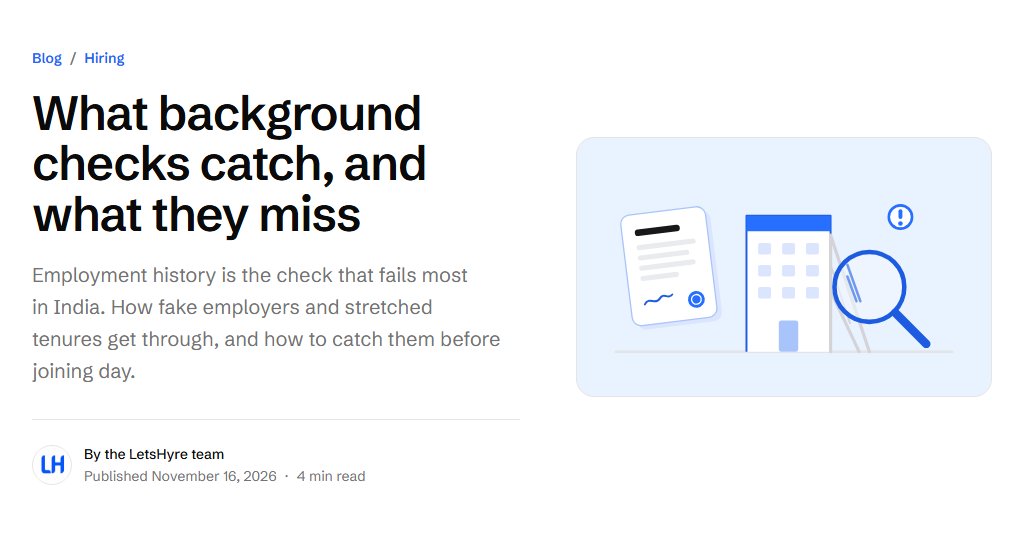 Blog / Hiring
What background
checks catch, and
what they miss
Employment history is the check that fails most
in India. How fake employers and stretched
tenures get through, and how to catch them before
joining day.
LH
By the LetsHyre team
Published November 16, 2026 · 4 min read